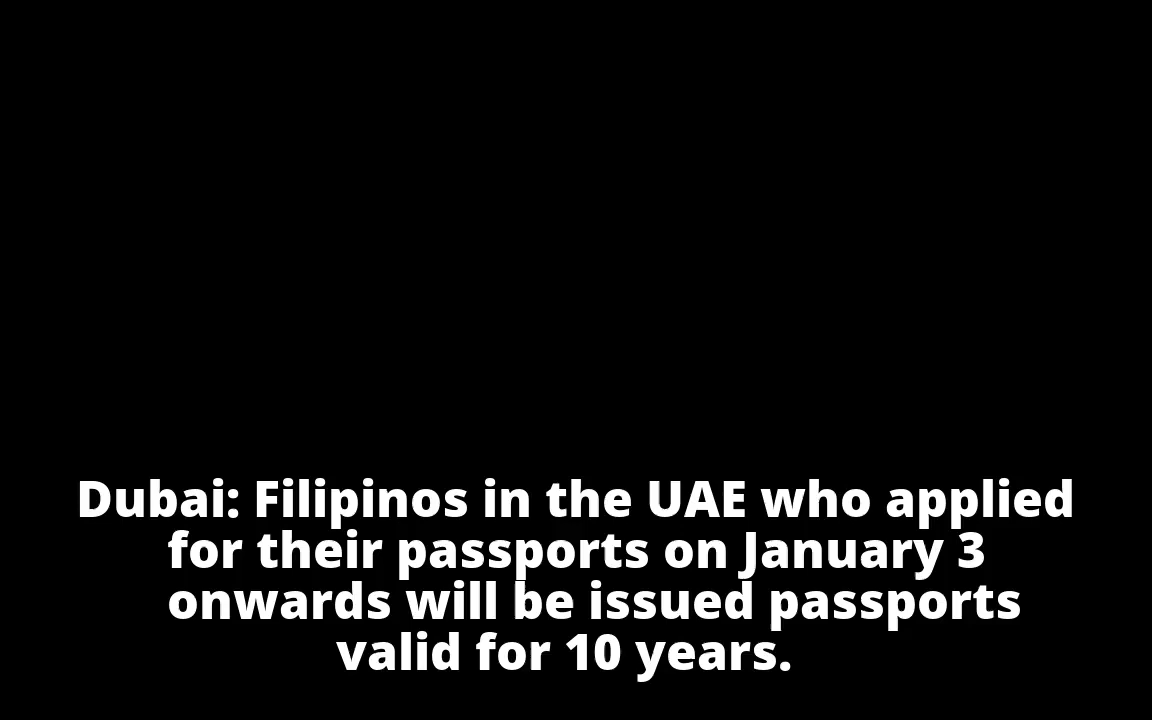 Dubai: Filipinos in the UAE who applied
for their passports on January 3
onwards will be issued passports
valid for 10 years.